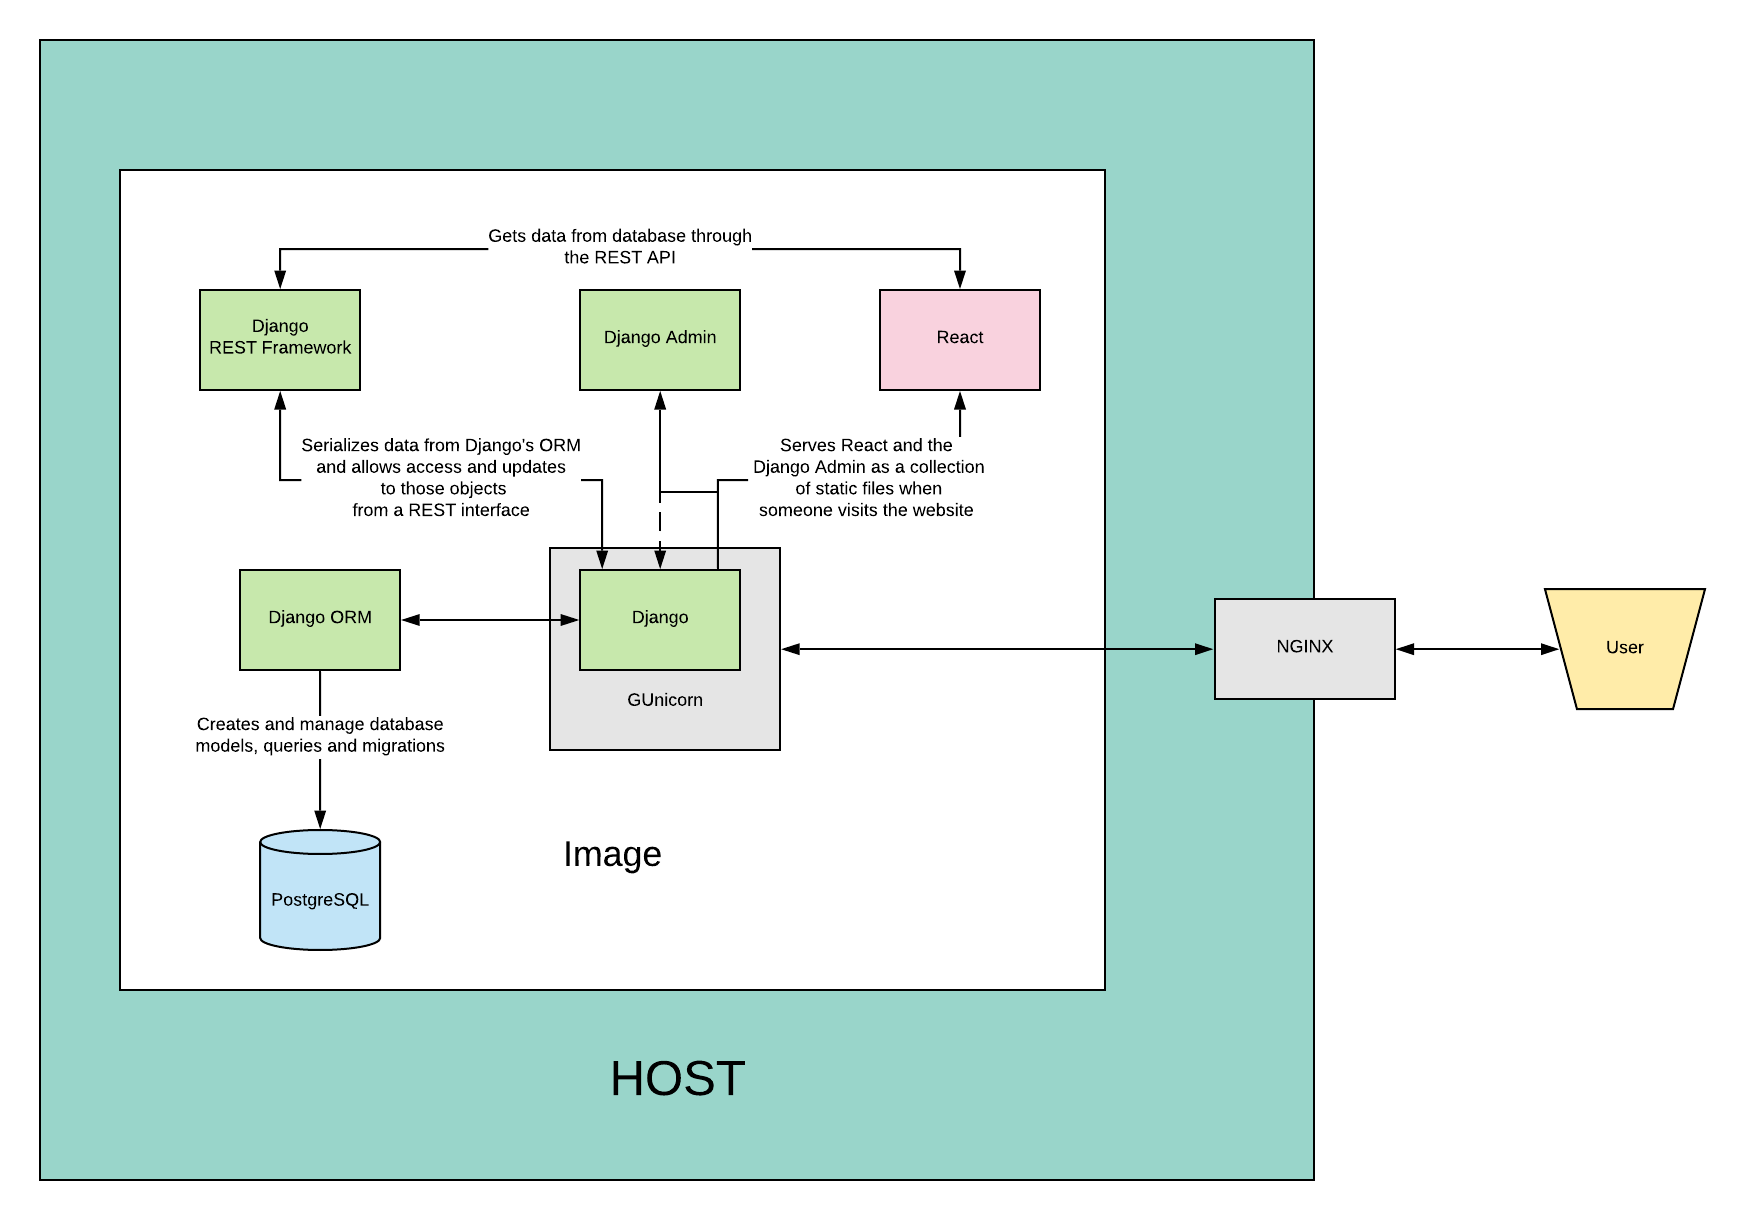 Gets data from database through
the REST API
Django
REST Framework
Django Admin
React
Serializes data from Django's ORM
and allows access and updates
to those objects
from a REST interface
Serves React and the
Django Admin as a collection
of static files when
someone visits the website
Django ORM
Django
GUnicorn
NGINX
User
Creates and manage database
models, queries and migrations
Image
PostgreSQL
HOST